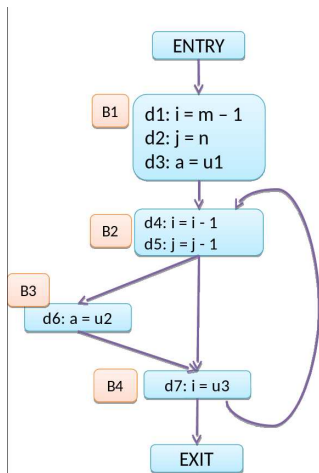 ENTRY
B1
d1: i = m – 1
d2: j = n
d3: a = u1
B2
d4: i = i - 1
d5: j = j - 1
B3
d6: a = u2
B4
d7: i = u3
EXIT